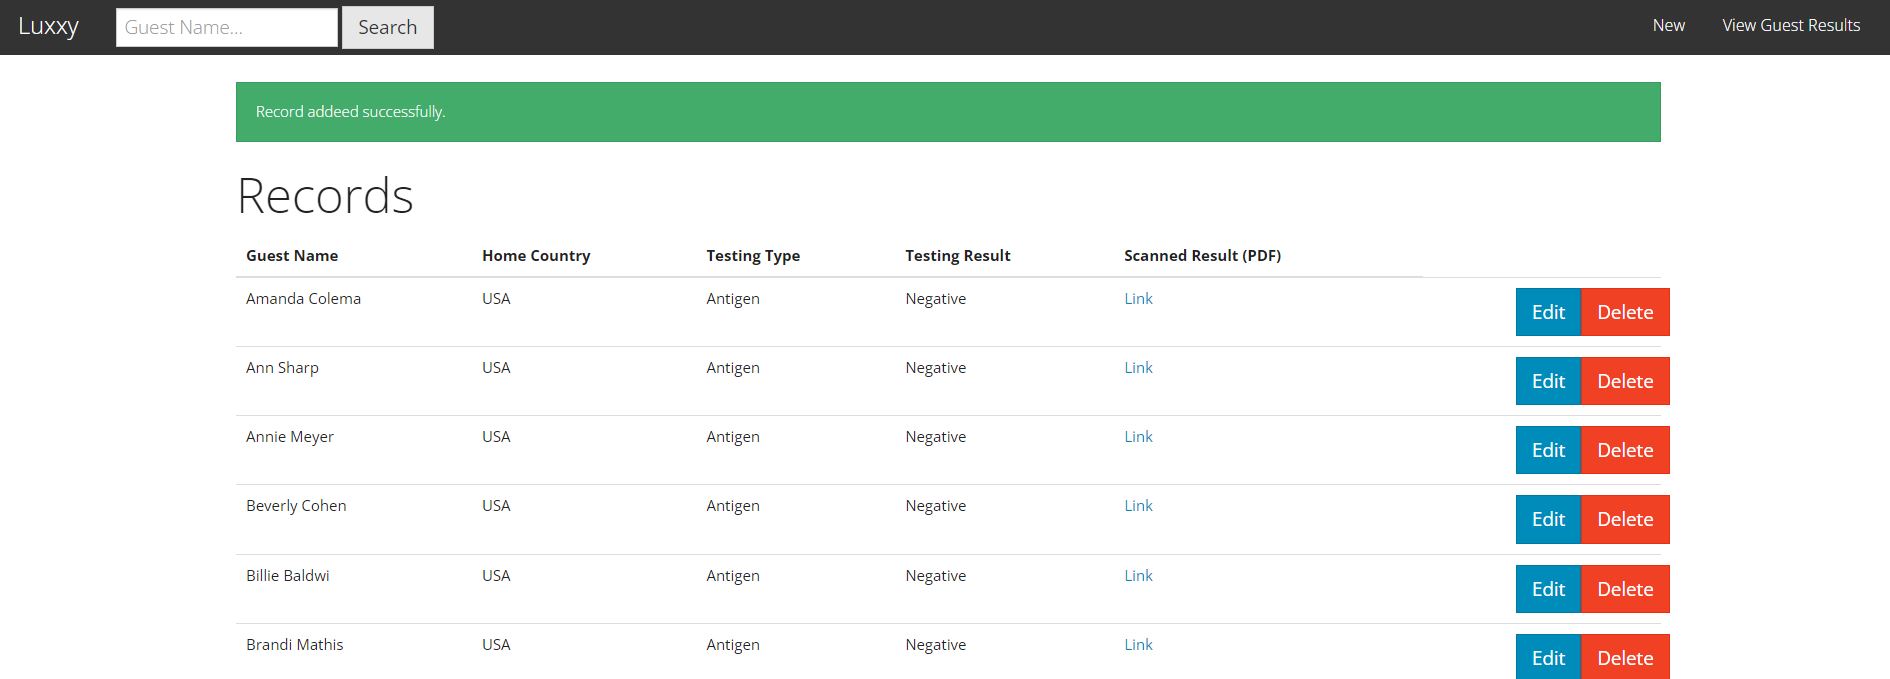 Luxxy Guest Name... Search New View Guest Results
Record addeed successfully.
Records
Guest Name Home Country Testing Type Testing Result Scanned Result (PDF)
Amanda Colema USA Antigen Negative Link Edit Delete
Ann Sharp USA Antigen Negative Link Edit Delete
Annie Meyer USA Antigen Negative Link Edit Delete
Beverly Cohen USA Antigen Negative Link Edit Delete
Billie Baldwi USA Antigen Negative Link Edit Delete
Brandi Mathis USA Antigen Negative Link Edit Delete